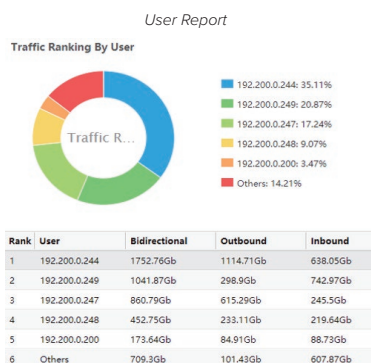 User Report
Traffic Ranking By User
Traffic R...
192.200.0.244: 35.11%
192.200.0.249: 20.87%
192.200.0.247: 17.24%
192.200.0.248: 9.07%
192.200.0.200: 3.47%
Others: 14.21%
Rank User Bidirectional Outbound Inbound
1 192.200.0.244 1752.76Gb 1114.71Gb 638.05Gb
2 192.200.0.249 1041.87Gb 298.9Gb 742.97Gb
3 192.200.0.247 860.79Gb 615.29Gb 245.5Gb
4 192.200.0.248 452.75Gb 233.11Gb 219.64Gb
5 192.200.0.200 173.64Gb 84.91Gb 88.73Gb
6 Others 709.3Gb 101.43Gb 607.87Gb